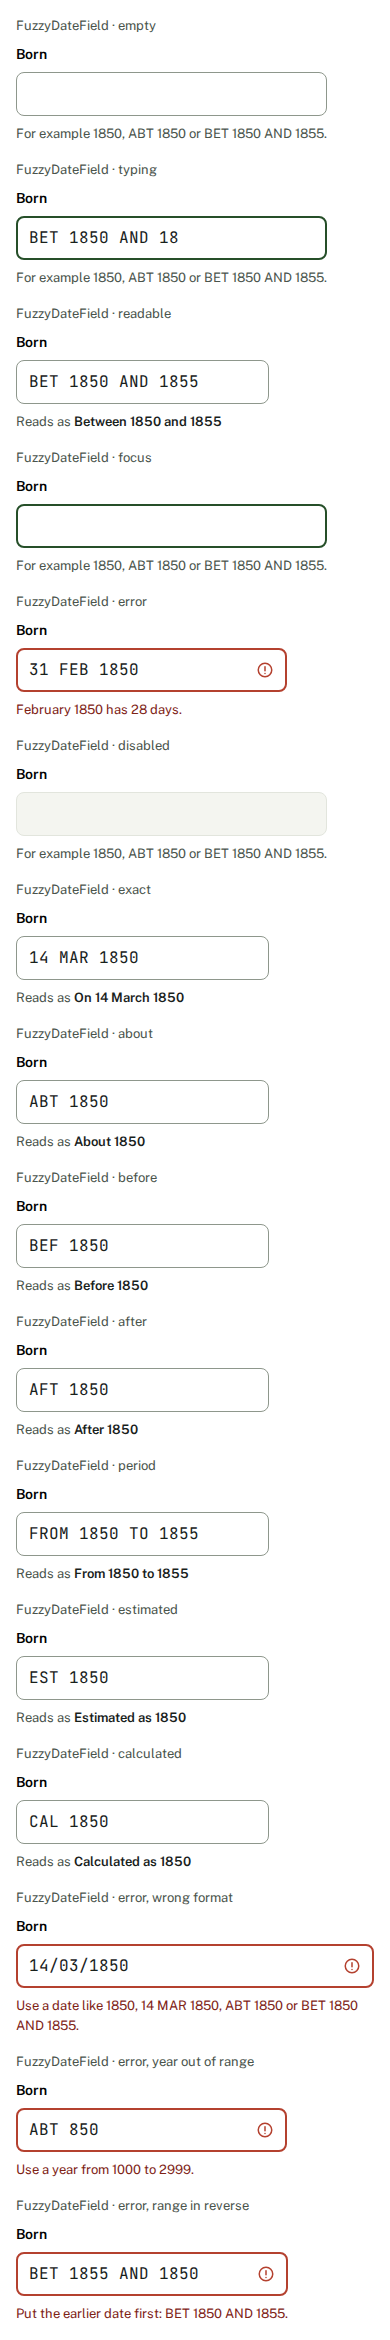 FuzzyDateField · empty
Born
For example 1850, ABT 1850 or BET 1850 AND 1855.
FuzzyDateField · typing
Born
BET 1850 AND 18
For example 1850, ABT 1850 or BET 1850 AND 1855.
FuzzyDateField · readable
Born
BET 1850 AND 1855
Reads as Between 1850 and 1855
FuzzyDateField · focus
Born
For example 1850, ABT 1850 or BET 1850 AND 1855.
FuzzyDateField · error
Born
31 FEB 1850
February 1850 has 28 days.
FuzzyDateField · disabled
Born
For example 1850, ABT 1850 or BET 1850 AND 1855.
FuzzyDateField · exact
Born
14 MAR 1850
Reads as On 14 March 1850
FuzzyDateField · about
Born
ABT 1850
Reads as About 1850
FuzzyDateField · before
Born
BEF 1850
Reads as Before 1850
FuzzyDateField · after
Born
AFT 1850
Reads as After 1850
FuzzyDateField · period
Born
FROM 1850 TO 1855
Reads as From 1850 to 1855
FuzzyDateField · estimated
Born
EST 1850
Reads as Estimated as 1850
FuzzyDateField · calculated
Born
CAL 1850
Reads as Calculated as 1850
FuzzyDateField · error, wrong format
Born
14/03/1850
Use a date like 1850, 14 MAR 1850, ABT 1850 or BET 1850
AND 1855.
FuzzyDateField · error, year out of range
Born
ABT 850
Use a year from 1000 to 2999.
FuzzyDateField · error, range in reverse
Born
BET 1855 AND 1850
Put the earlier date first: BET 1850 AND 1855.